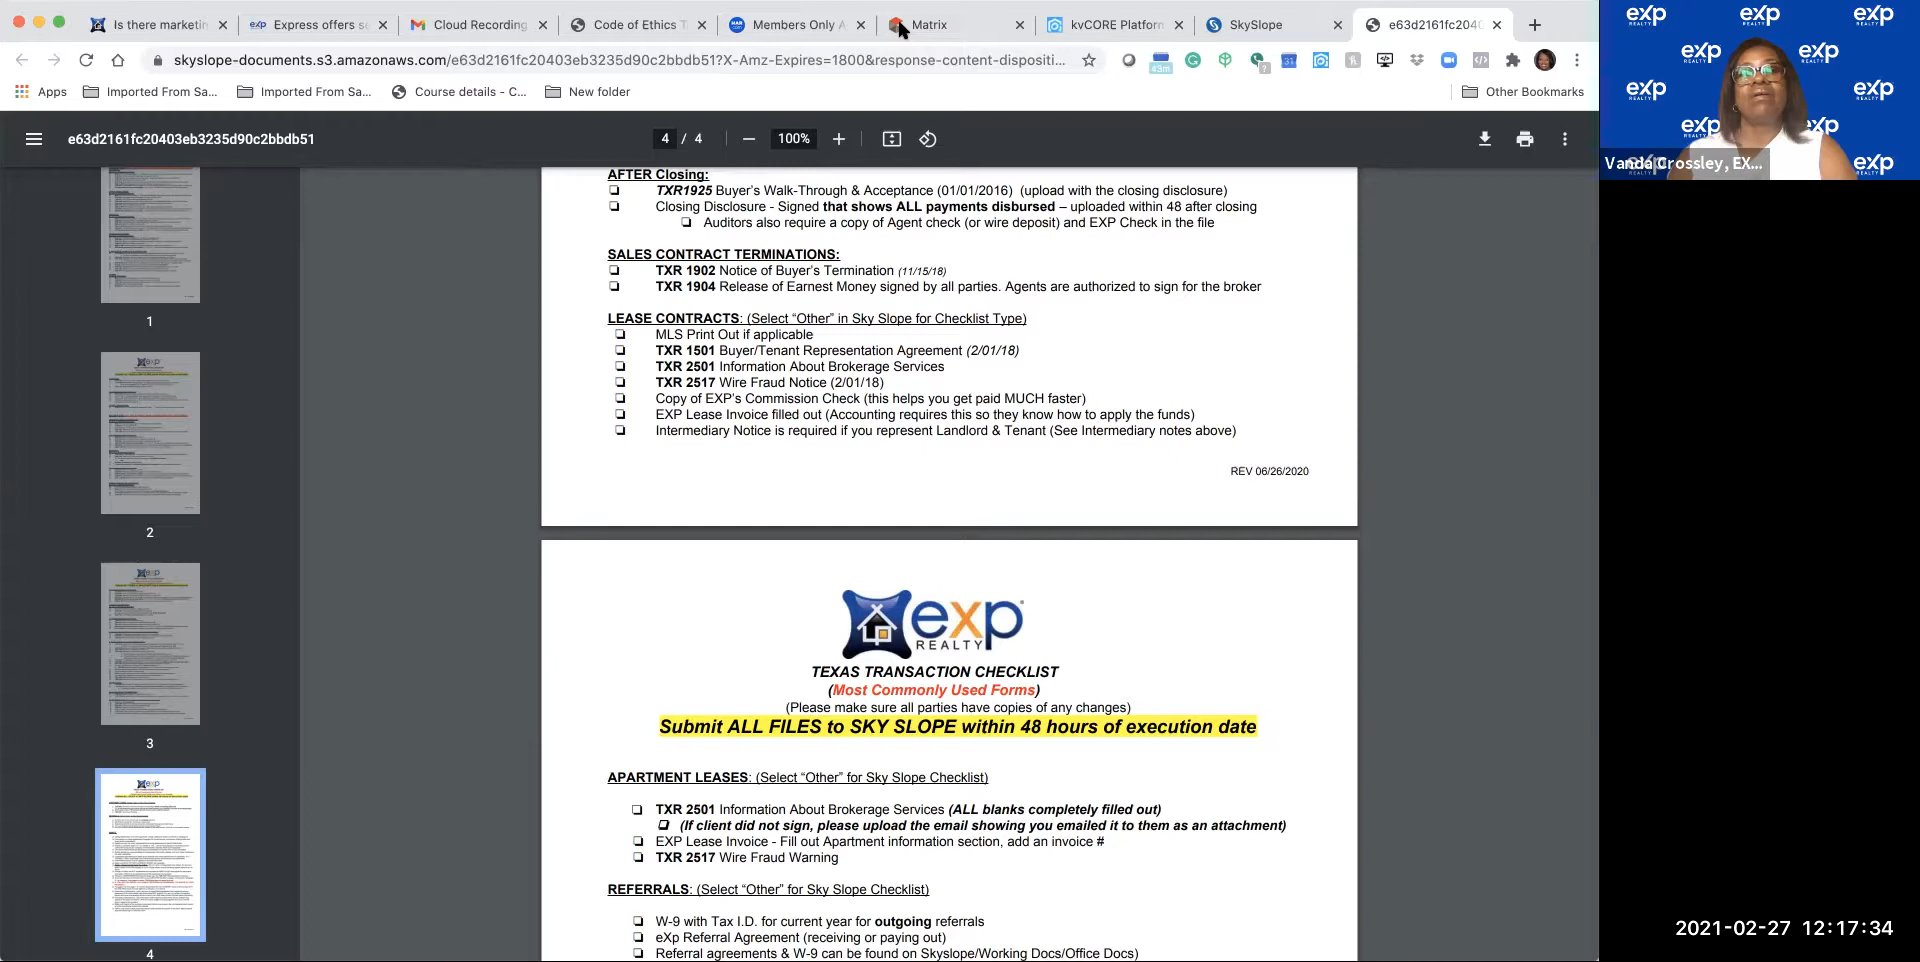 Is there marketin
Express offers se
Cloud Recording
Code of Ethics T
Members Only A
Matrix
kvCORE Platform
SkySlope
e63d2161fc2040
skyslope-documents.s3.amazonaws.com/e63d2161fc20403eb3235d90c2bbdb51?X-Amz-Expires=1800&response-content-dispositi...
43m
Apps
Imported From Sa...
Imported From Sa...
Course details - C...
New folder
Other Bookmarks
e63d2161fc20403eb3235d90c2bbdb51
4 / 4
100%
1
2
3
4
AFTER Closing:
TXR1925 Buyer's Walk-Through & Acceptance (01/01/2016) (upload with the closing disclosure)
Closing Disclosure - Signed that shows ALL payments disbursed – uploaded within 48 after closing
Auditors also require a copy of Agent check (or wire deposit) and EXP Check in the file
SALES CONTRACT TERMINATIONS:
TXR 1902 Notice of Buyer's Termination (11/15/18)
TXR 1904 Release of Earnest Money signed by all parties. Agents are authorized to sign for the broker
LEASE CONTRACTS: (Select "Other" in Sky Slope for Checklist Type)
MLS Print Out if applicable
TXR 1501 Buyer/Tenant Representation Agreement (2/01/18)
TXR 2501 Information About Brokerage Services
TXR 2517 Wire Fraud Notice (2/01/18)
Copy of EXP's Commission Check (this helps you get paid MUCH faster)
EXP Lease Invoice filled out (Accounting requires this so they know how to apply the funds)
Intermediary Notice is required if you represent Landlord & Tenant (See Intermediary notes above)
REV 06/26/2020
exp
REALTY
TEXAS TRANSACTION CHECKLIST
(Most Commonly Used Forms)
(Please make sure all parties have copies of any changes)
Submit ALL FILES to SKY SLOPE within 48 hours of execution date
APARTMENT LEASES: (Select "Other" for Sky Slope Checklist)
TXR 2501 Information About Brokerage Services (ALL blanks completely filled out)
(If client did not sign, please upload the email showing you emailed it to them as an attachment)
EXP Lease Invoice - Fill out Apartment information section, add an invoice #
TXR 2517 Wire Fraud Warning
REFERRALS: (Select "Other" for Sky Slope Checklist)
W-9 with Tax I.D. for current year for outgoing referrals
eXp Referral Agreement (receiving or paying out)
Referral agreements & W-9 can be found on Skyslope/Working Docs/Office Docs)
exp REALTY
exp REALTY
exp REALTY
exp REALTY
exp REALTY
exp REALTY
exp REALTY
Vanda Crossley, EX...
2021-02-27 12:17:34